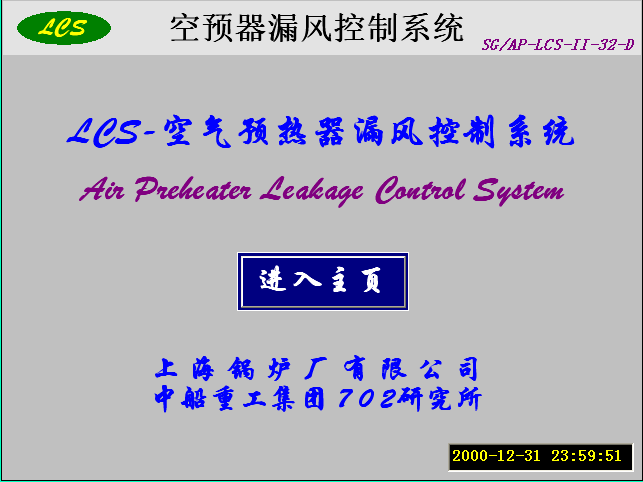 LCS
空预器漏风控制系统
SG/AP-LCS-II-32-D
LCS-空气预热器漏风控制系统
Air Preheater Leakage Control System
进入主页
上海锅炉厂有限公司
中船重工集团702研究所
2000-12-31 23:59:51